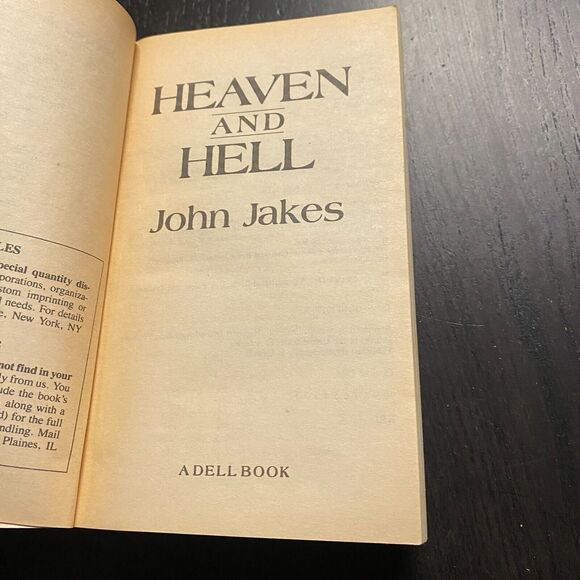 LES
pecial quantity dis-
porations, organiza-
stom imprinting or
l needs. For details
e, New York, NY
not find in your
ly from us. You
ude the book's
along with a
d) for the full
ndling. Mail
Plaines, IL
HEAVEN
AND
HELL
John Jakes
A DELL BOOK